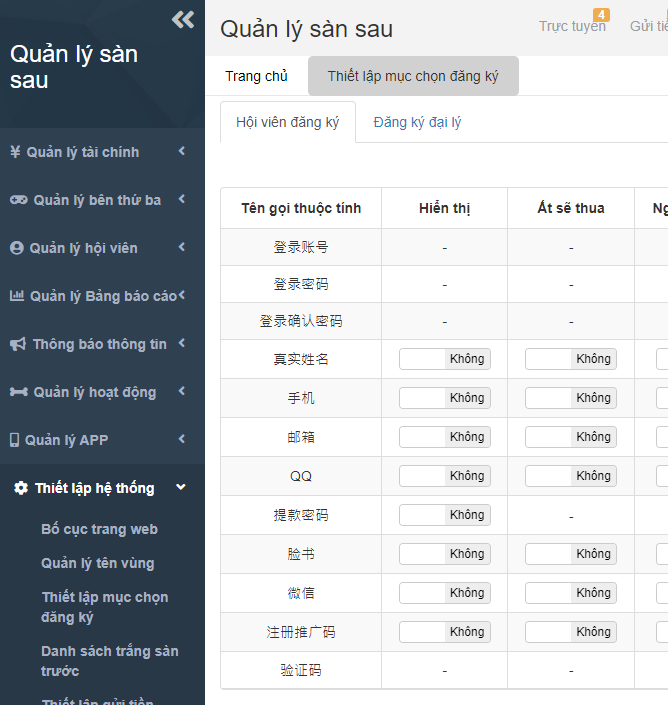 Quản lý sàn
sau
Quản lý sàn sau
Trực tuyến
4
Gửi
Trang chủ
Thiết lập mục chọn đăng ký
Hội viên đăng ký
Đăng ký đại lý
¥ Quản lý tài chính
Quản lý bên thứ ba
Quản lý hội viên
Quản lý Bảng báo cáo
Thông báo thông tin
Quản lý hoạt động
Quản lý APP
Thiết lập hệ thống
Bố cục trang web
Quản lý tên vùng
Thiết lập mục chọn
đăng ký
Danh sách trắng sàn
trước
Thiết lập gửi tiền
Tên gọi thuộc tính Hiển thị Ắt sẽ thua
登录账号 - -
登录密码 - -
登录确认密码 - -
真实姓名 Không Không
手机 Không Không
邮箱 Không Không
QQ Không Không
提款密码 Không -
脸书 Không Không
微信 Không Không
注册推广码 Không Không
验证码 - -